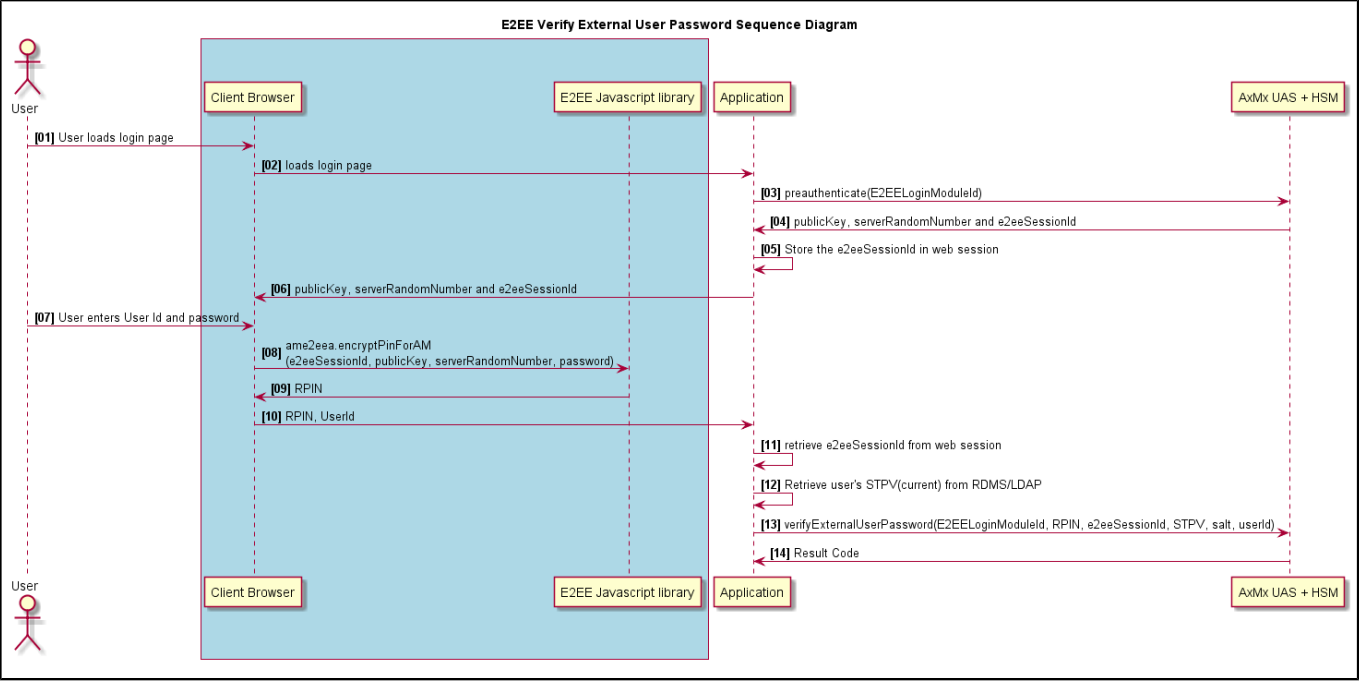 E2EE Verify External User Password Sequence Diagram
User
Client Browser
E2EE Javascript library
Application
AxMx UAS + HSM
[01] User loads login page
[02] loads login page
[03] preauthenticate(E2EELoginModuleId)
[04] publicKey, serverRandomNumber and e2eeSessionId
[05] Store the e2eeSessionId in web session
[06] publicKey, serverRandomNumber and e2eeSessionId
[07] User enters User Id and password
[08] ame2eea.encryptPinForAM
(e2eeSessionId, publicKey, serverRandomNumber, password)
[09] RPIN
[10] RPIN, UserId
[11] retrieve e2eeSessionId from web session
[12] Retrieve user's STPV(current) from RDMS/LDAP
[13] verifyExternalUserPassword(E2EELoginModuleId, RPIN, e2eeSessionId, STPV, salt, userId)
[14] Result Code
User
Client Browser
E2EE Javascript library
Application
AxMx UAS + HSM